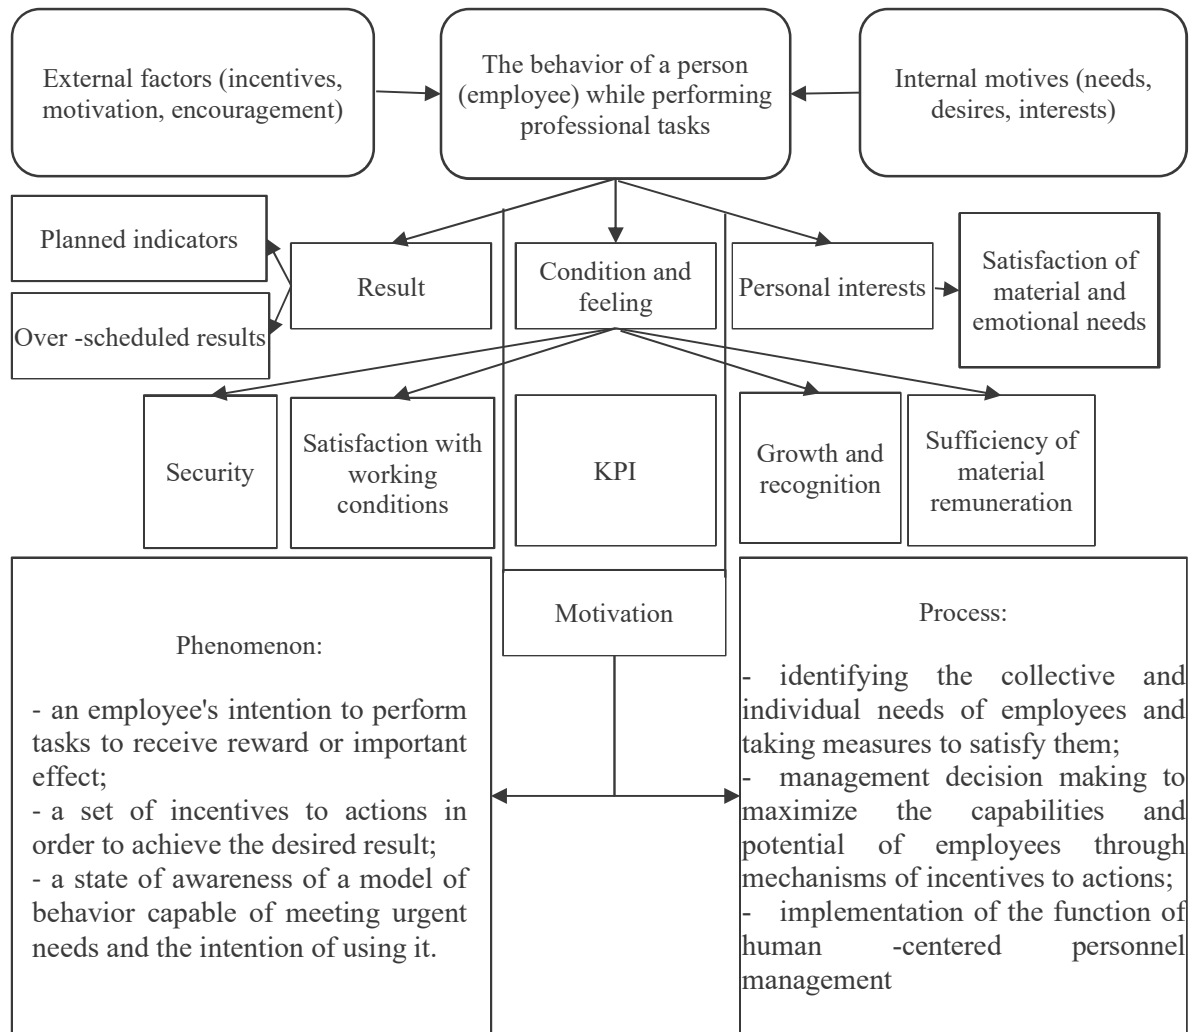 External factors (incentives,
motivation, encouragement)
The behavior of a person
(employee) while performing
professional tasks
Internal motives (needs,
desires, interests)
Planned indicators
Over -scheduled results
Result
Condition and
feeling
Personal interests
Satisfaction of
material and
emotional needs
Security
Satisfaction with
working
conditions
KPI
Growth and
recognition
Sufficiency of
material
remuneration
Motivation
Phenomenon:
- an employee's intention to perform
tasks to receive reward or important
effect;
- a set of incentives to actions in
order to achieve the desired result;
- a state of awareness of a model of
behavior capable of meeting urgent
needs and the intention of using it.
Process:
- identifying the collective and
individual needs of employees and
taking measures to satisfy them;
- management decision making to
maximize the capabilities and
potential of employees through
mechanisms of incentives to actions;
- implementation of the function of
human -centered personnel
management